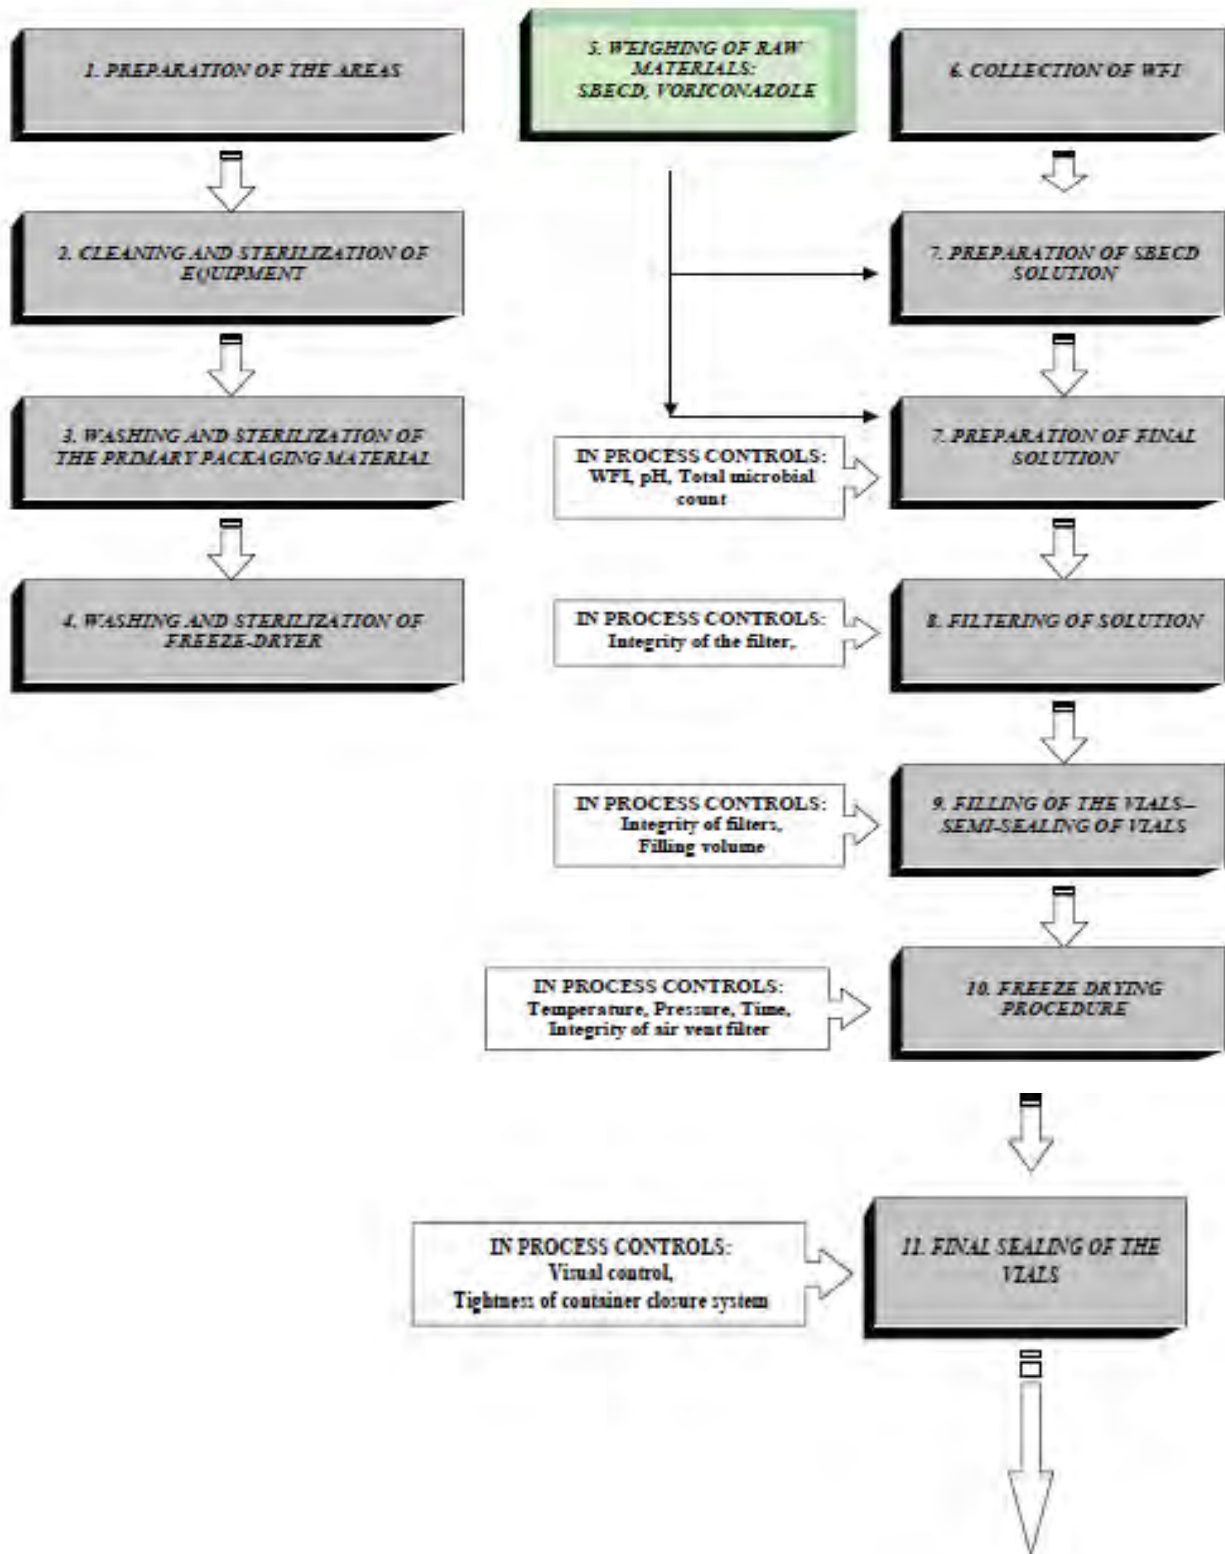 1. PREPARATION OF THE AREAS
2. CLEANING AND STERILIZATION OF
EQUIPMENT
3. WASHING AND STERILIZATION OF
THE PRIMARY PACKAGING MATERIAL
4. WASHING AND STERILIZATION OF
FREEZE-DRYER
5. WEIGHING OF RAW
MATERIALS:
SBECD, VORICONAZOLE
6. COLLECTION OF WFI
7. PREPARATION OF SBECD
SOLUTION
7. PREPARATION OF FINAL
SOLUTION
IN PROCESS CONTROLS:
WFI, pH, Total microbial
count
8. FILTERING OF SOLUTION
IN PROCESS CONTROLS:
Integrity of the filter,
9. FILLING OF THE VIALS–
SEMI-SEALING OF VIALS
IN PROCESS CONTROLS:
Integrity of filters,
Filling volume
10. FREEZE DRYING
PROCEDURE
IN PROCESS CONTROLS:
Temperature, Pressure, Time,
Integrity of air vent filter
11. FINAL SEALING OF THE
VIALS
IN PROCESS CONTROLS:
Visual control,
Tightness of container closure system